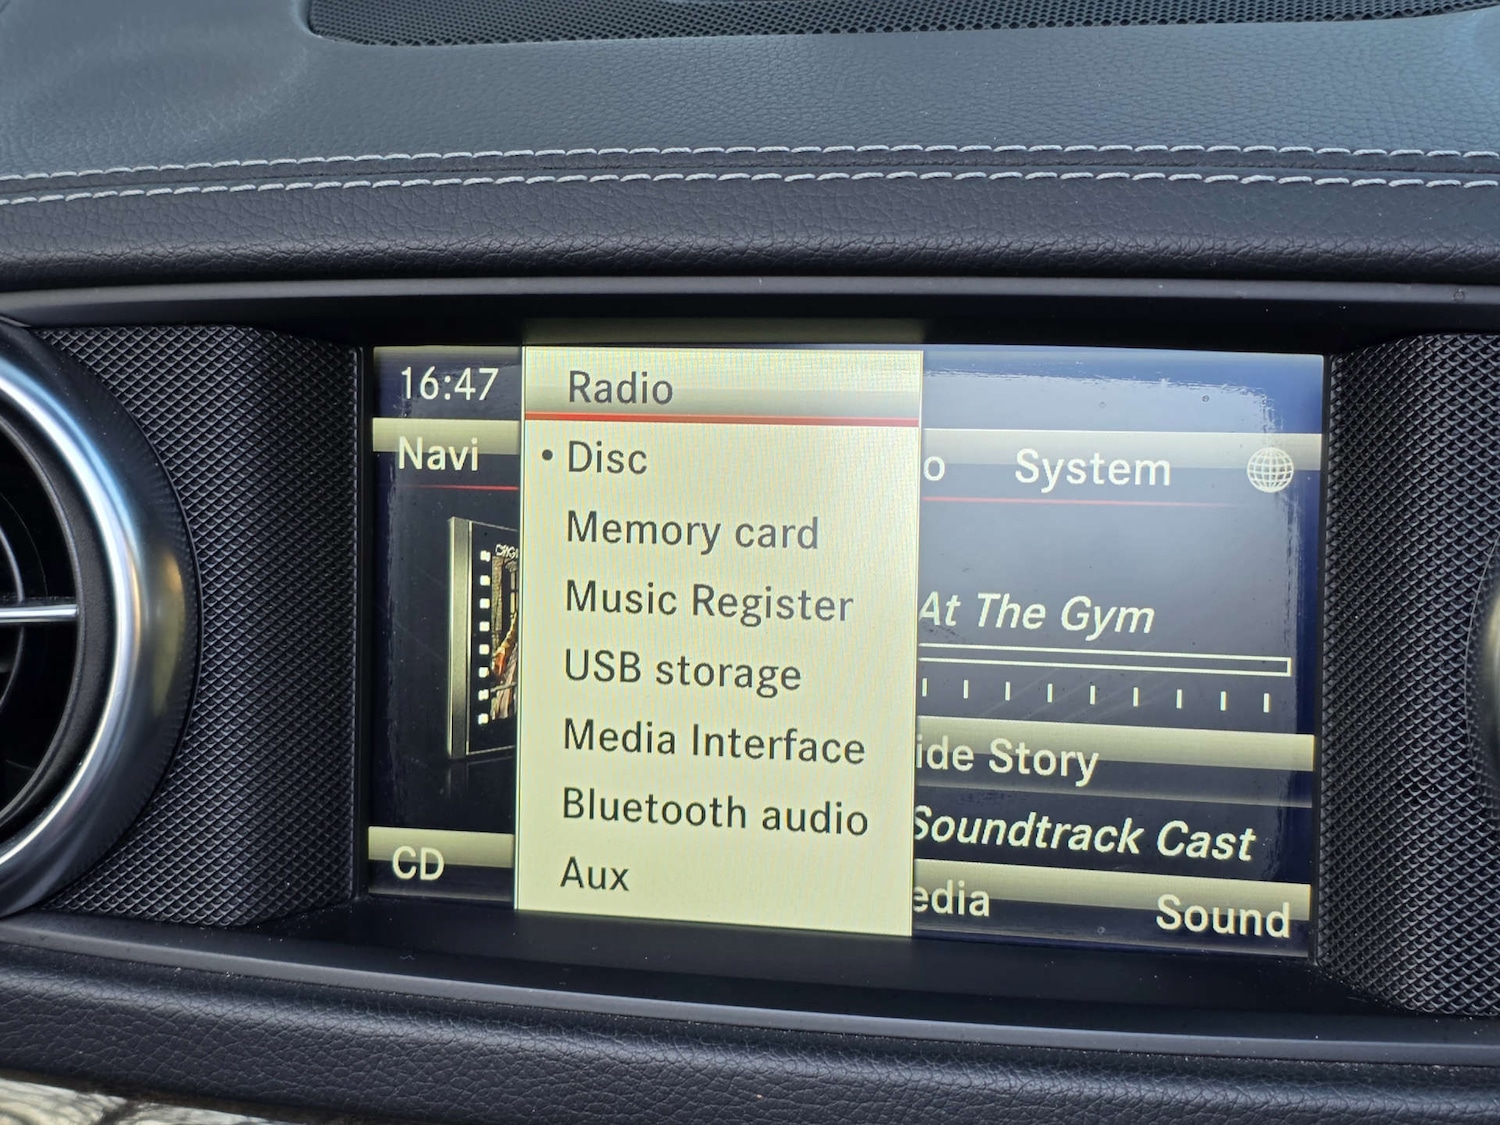 16:47
Radio
Navi
• Disc
o
System
Memory card
Music Register
At The Gym
USB storage
Media Interface
ide Story
Bluetooth audio
Soundtrack Cast
CD
Aux
edia
Sound